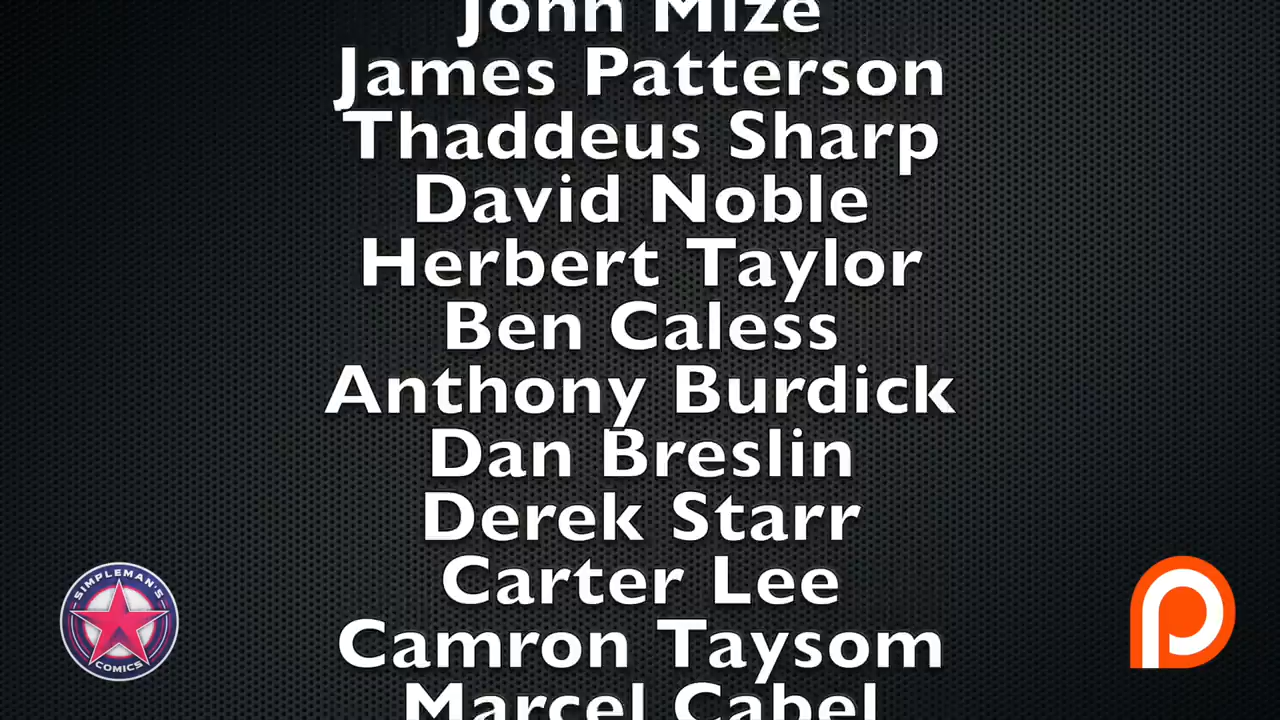 John Mize
James Patterson
Thaddeus Sharp
David Noble
Herbert Taylor
Ben Caless
Anthony Burdick
Dan Breslin
Derek Starr
Carter Lee
Camron Taysom
Marcel Cabel
SIMPLEMAN'S
COMICS